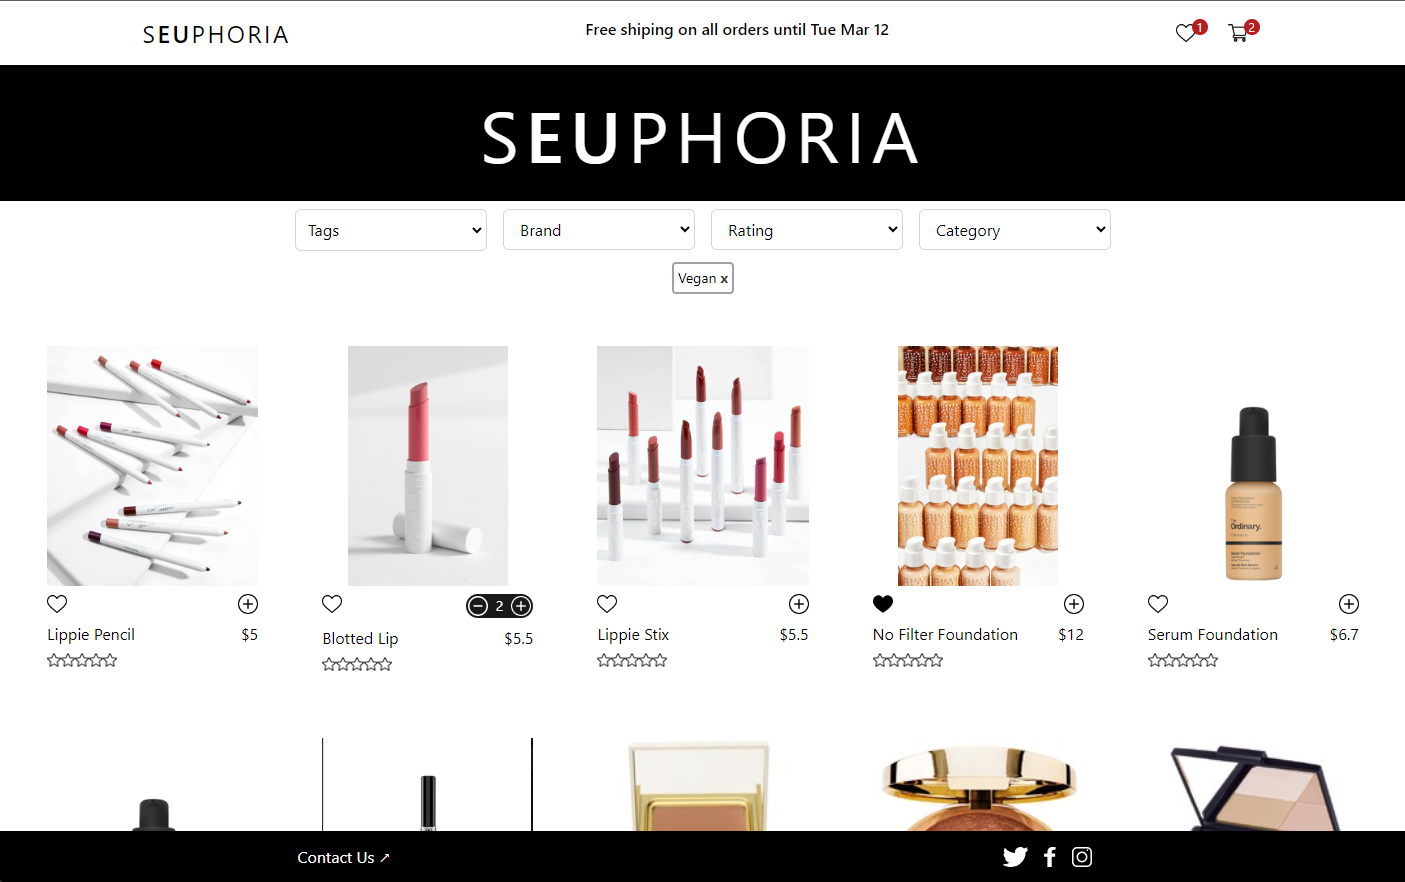 SEUPHORIA
Free shiping on all orders until Tue Mar 12
1
2
SEUPHORIA
Tags
Brand
Rating
Category
Vegan x
2
Lippie Pencil
$5
Blotted Lip
$5.5
Lippie Stix
$5.5
No Filter Foundation
$12
The
Ordinary.
Serum Foundation
$6.7
Contact Us ↗